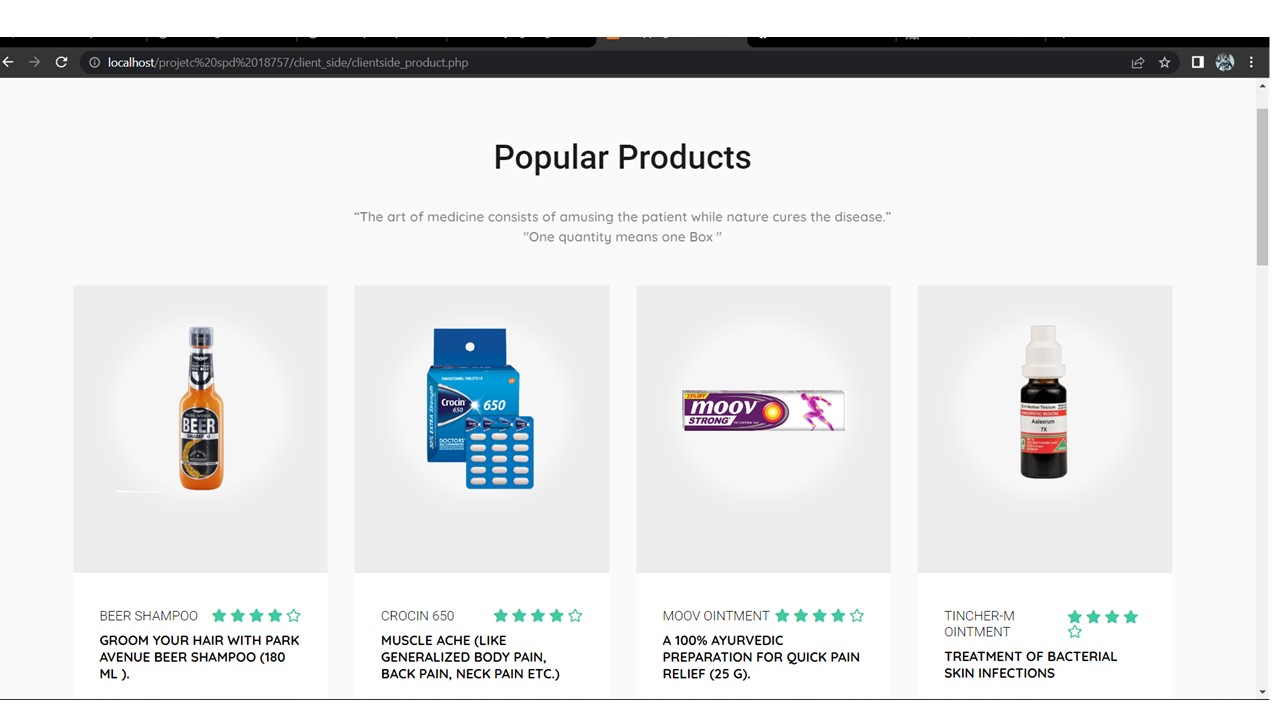 localhost/projetc%20spd%2018757/client_side/clientside_product.php
Popular Products
“The art of medicine consists of amusing the patient while nature cures the disease.”
"One quantity means one Box "
BEER
Crocin
650
650
DOCTORS'
moov
STRONG
Aalserum
7X
BEER SHAMPOO
GROOM YOUR HAIR WITH PARK
AVENUE BEER SHAMPOO (180
ML ).
CROCIN 650
MUSCLE ACHE (LIKE
GENERALIZED BODY PAIN,
BACK PAIN, NECK PAIN ETC.)
MOOV OINTMENT
A 100% AYURVEDIC
PREPARATION FOR QUICK PAIN
RELIEF (25 G).
TINCHER-M
OINTMENT
TREATMENT OF BACTERIAL
SKIN INFECTIONS